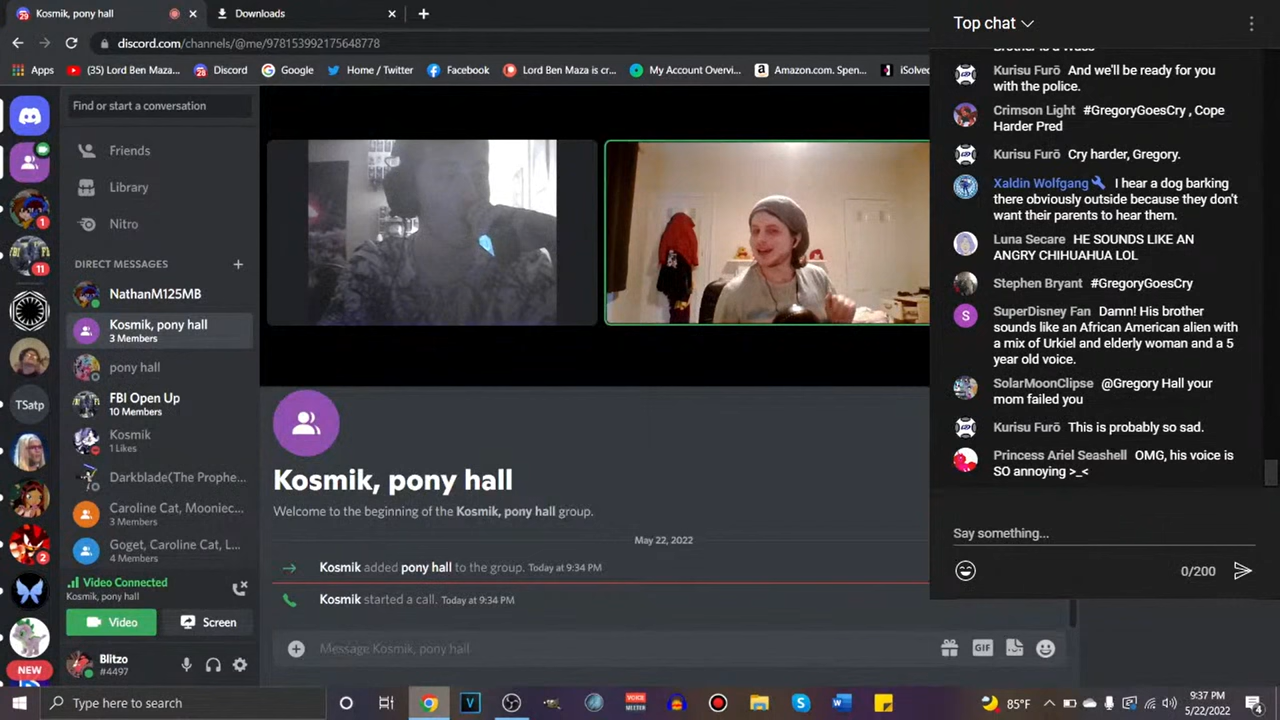 Kosmik, pony hall
Downloads
discord.com/channels/@me/978153992175648778
Apps
(35) Lord Ben Maza...
Discord
Google
Home / Twitter
Facebook
Lord Ben Maza is cr...
My Account Overvi...
Amazon.com. Spen...
iSolved
Find or start a conversation
Friends
Library
Nitro
DIRECT MESSAGES
NathanM125MB
Kosmik, pony hall
3 Members
pony hall
FBI Open Up
10 Members
Kosmik
1 Likes
Darkblade(The Prophe...
Caroline Cat, Mooniec...
3 Members
Goget, Caroline Cat, L...
4 Members
Video Connected
Kosmik, pony hall
Video
Screen
Blitzo
#4497
1
11
TSatp
2
NEW
Kosmik, pony hall
Welcome to the beginning of the Kosmik, pony hall group.
May 22, 2022
Kosmik added pony hall to the group. Today at 9:34 PM
Kosmik started a call. Today at 9:34 PM
Message Kosmik, pony hall
GIF
Top chat
Kurisu Furō And we'll be ready for you
with the police.
Crimson Light #GregoryGoesCry , Cope
Harder Pred
Kurisu Furō Cry harder, Gregory.
Xaldin Wolfgang I hear a dog barking
there obviously outside because they don't
want their parents to hear them.
Luna Secare HE SOUNDS LIKE AN
ANGRY CHIHUAHUA LOL
Stephen Bryant #GregoryGoesCry
S
SuperDisney Fan Damn! His brother
sounds like an African American alien with
a mix of Urkiel and elderly woman and a 5
year old voice.
SolarMoonClipse @Gregory Hall your
mom failed you
Kurisu Furō This is probably so sad.
Princess Ariel Seashell OMG, his voice is
SO annoying >_<
Say something...
0/200
Type here to search
85°F
9:37 PM
5/22/2022
4